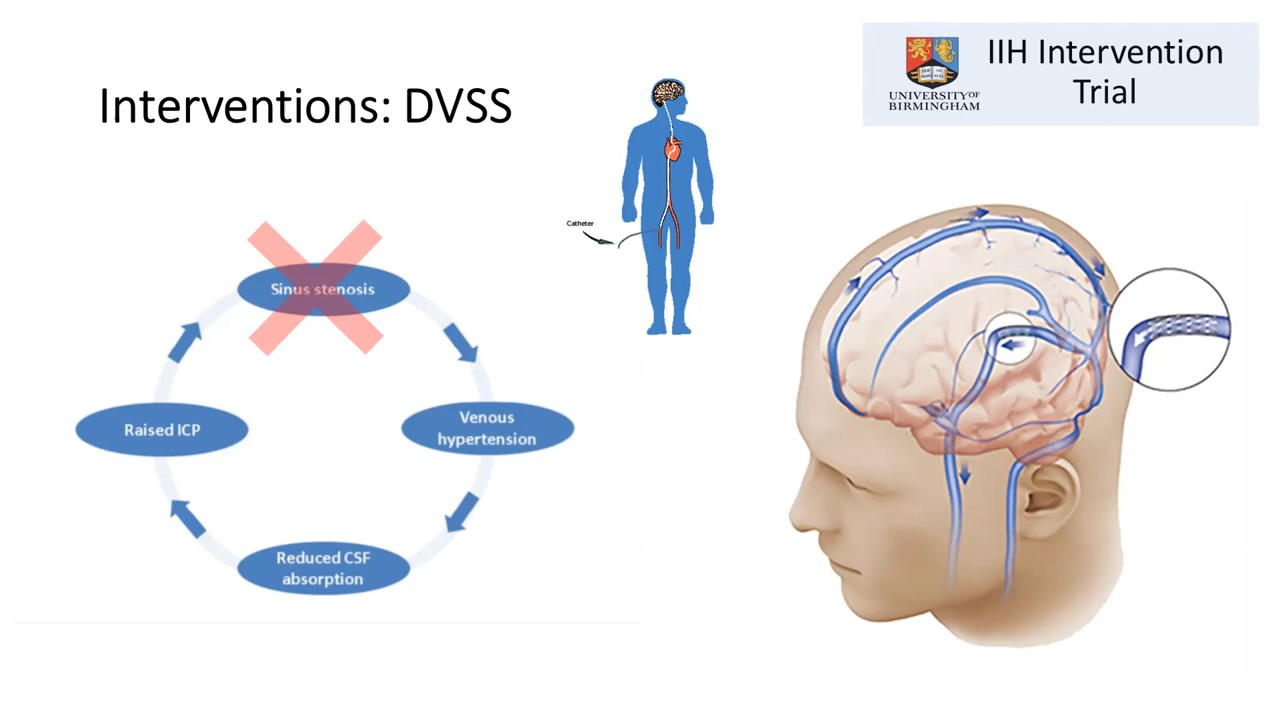 Interventions: DVSS
UNIVERSITY OF
BIRMINGHAM
IIH Intervention
Trial
Catheter
Sinus stenosis
Venous
hypertension
Reduced CSF
absorption
Raised ICP